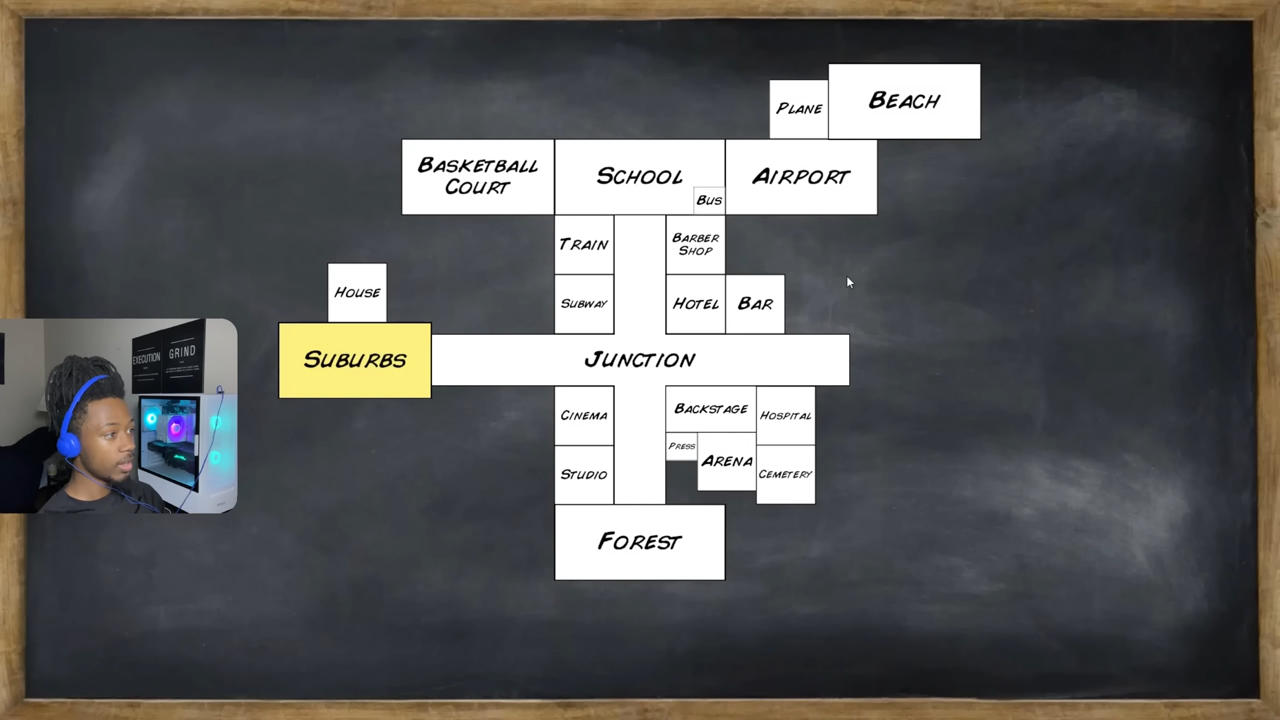 BEACH
PLANE
BASKETBALL
COURT
SCHOOL
AIRPORT
BUS
TRAIN
BARBER
SHOP
HOUSE
SUBWAY
HOTEL
BAR
SUBURBS
JUNCTION
EXECUTION
GRIND
CINEMA
BACKSTAGE
HOSPITAL
PRESS
ARENA
STUDIO
CEMETERY
FOREST